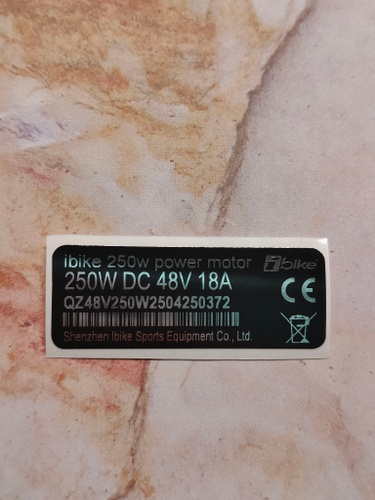 ibike 250w power motor ibike
250W DC 48V 18A
CE
QZ48V250W2504250372
Shenzhen Ibike Sports Equipment Co., Ltd.